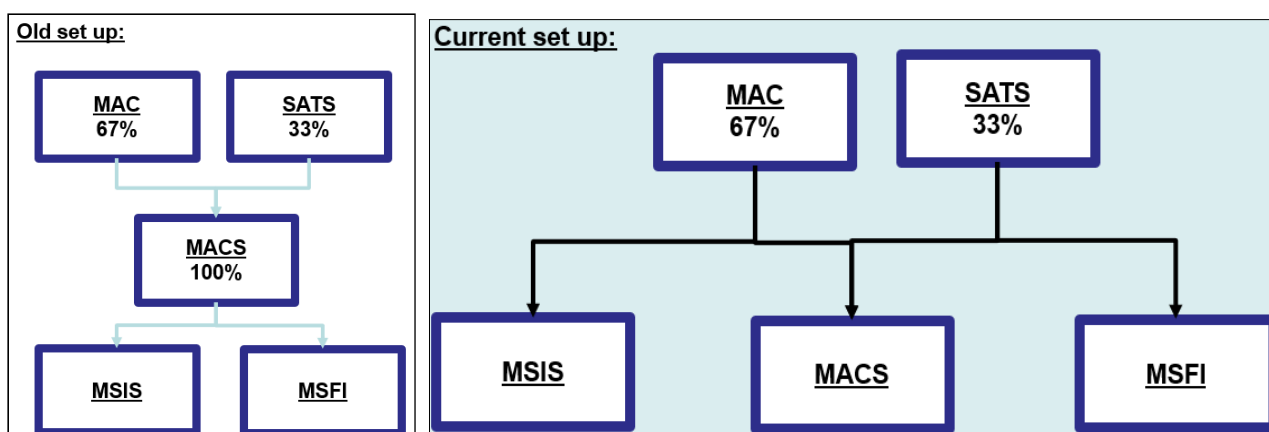 Old set up:
MAC
67%
SATS
33%
MACS
100%
MSIS
MSFI
Current set up:
MAC
67%
SATS
33%
MSIS
MACS
MSFI